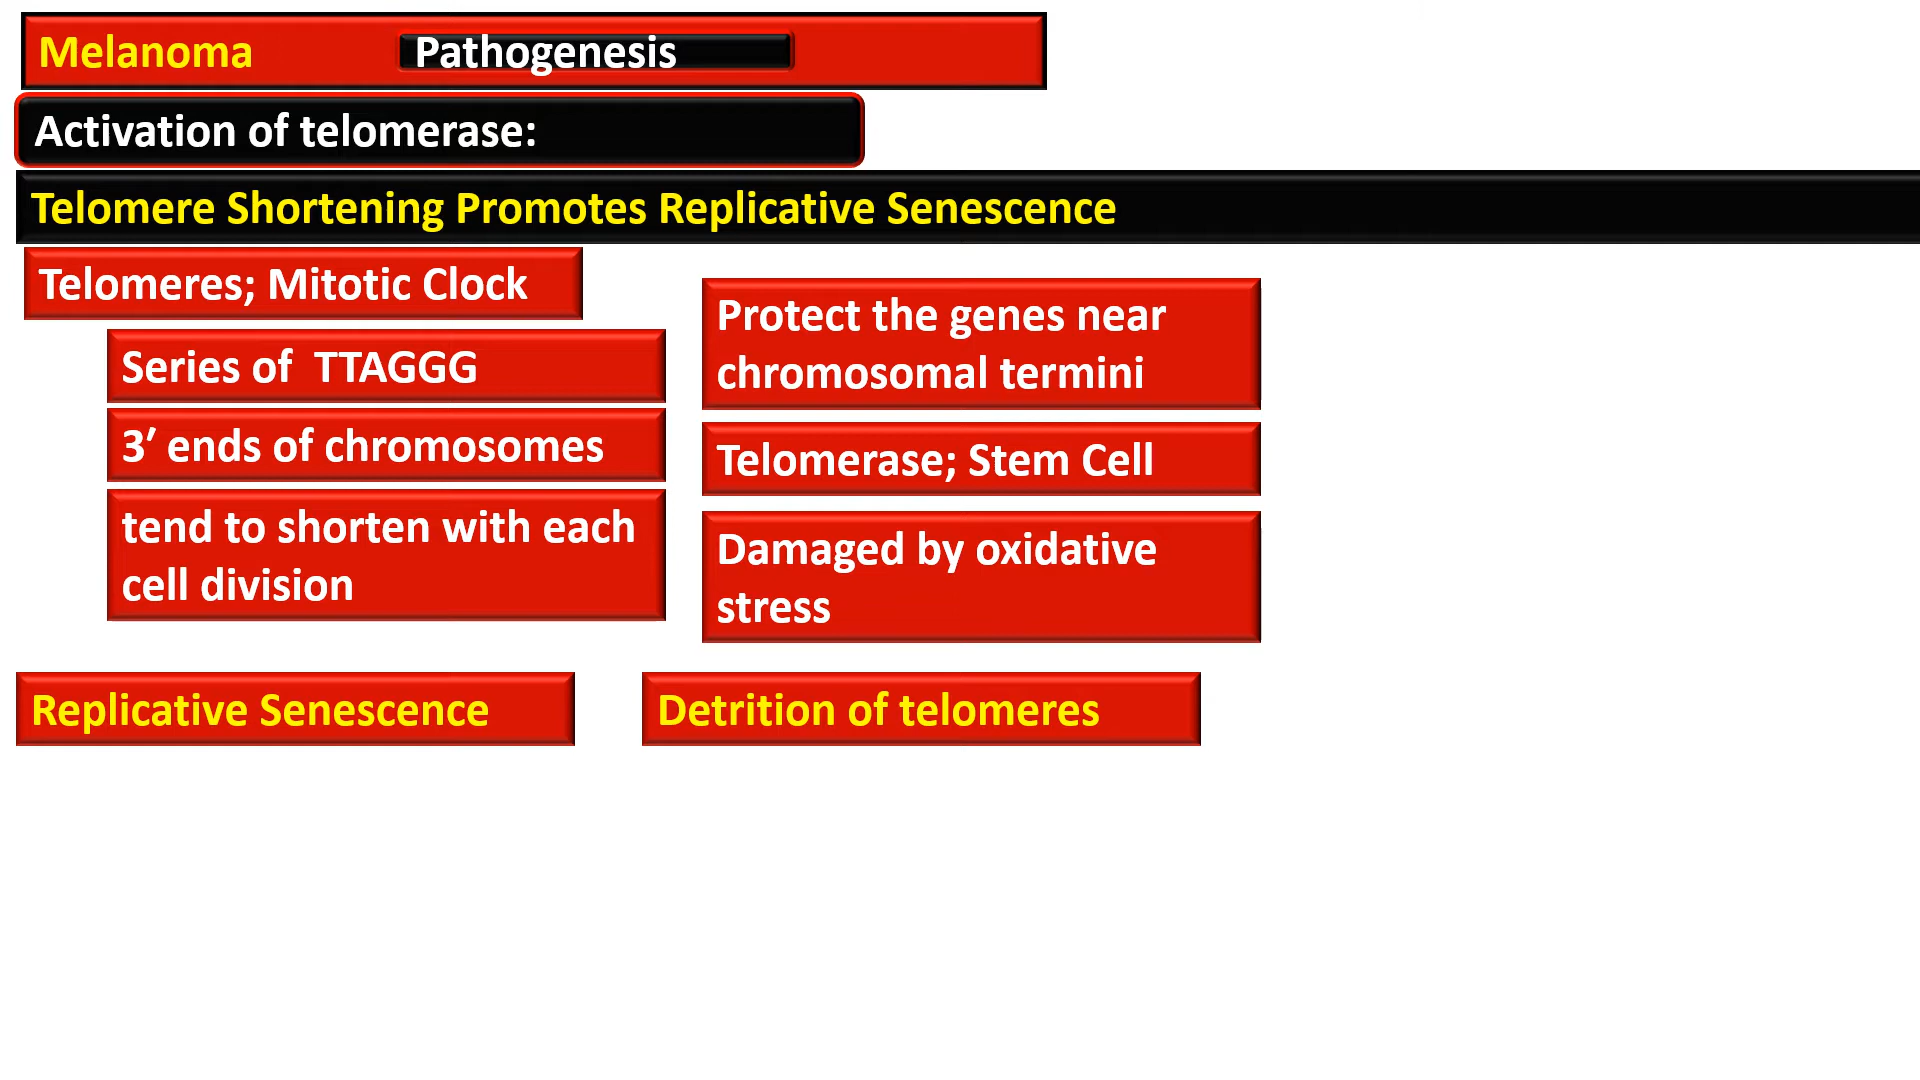 Melanoma Pathogenesis
Activation of telomerase:
Telomere Shortening Promotes Replicative Senescence
Telomeres; Mitotic Clock
Series of TTAGGG
3′ ends of chromosomes
tend to shorten with each
cell division
Protect the genes near
chromosomal termini
Telomerase; Stem Cell
Damaged by oxidative
stress
Replicative Senescence
Detrition of telomeres